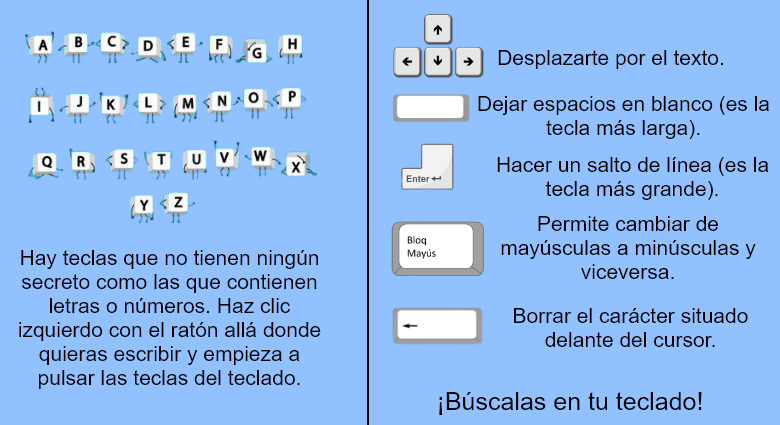 A B C D E F G H
I J K L M N O P
Q R S T U V W X
Y Z
Hay teclas que no tienen ningún
secreto como las que contienen
letras o números. Haz clic
izquierdo con el ratón allá donde
quieras escribir y empieza a
pulsar las teclas del teclado.
Desplazarte por el texto.
Dejar espacios en blanco (es la
tecla más larga).
Enter
Hacer un salto de línea (es la
tecla más grande).
Bloq
Mayús
Permite cambiar de
mayúsculas a minúsculas y
viceversa.
Borrar el carácter situado
delante del cursor.
¡Búscalas en tu teclado!